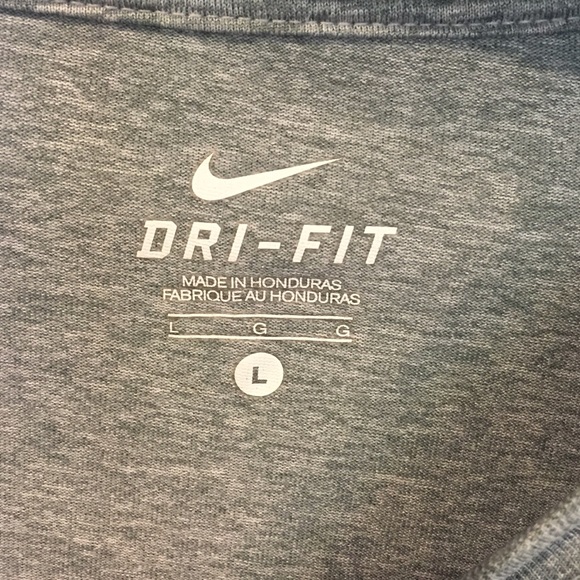 DRI-FIT
MADE IN HONDURAS
FABRIQUE AU HONDURAS
L G G
L